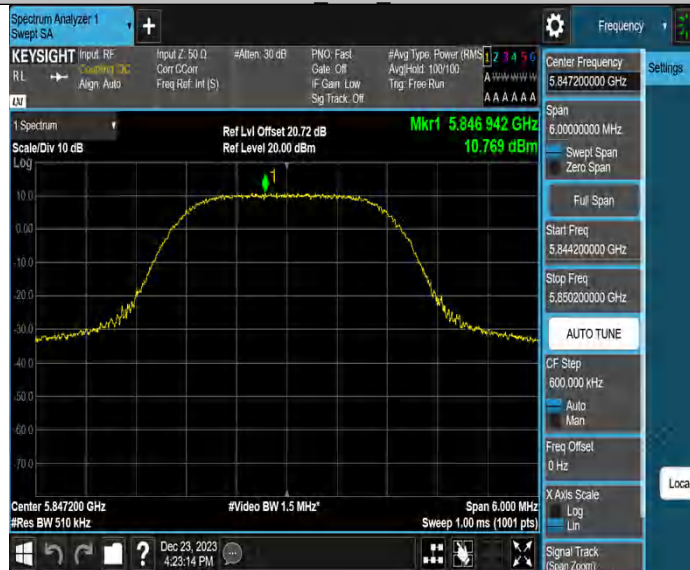 Spectrum Analyzer 1
Swept SA
+
Frequency
KEYSIGHT
RL
Input: RF
Coupling: DC
Align: Auto
Input Z: 50 Ω
Corr CCorr
Freq Ref: Int (S)
#Atten: 30 dB
PNO: Fast
Gate: Off
IF Gain: Low
Sig Track: Off
#Avg Type: Power (RMS
Avg|Hold: 100/100
Trig: Free Run
1 2 3 4 5 6
A W W W W W
A A A A A A
LXI
1 Spectrum
Scale/Div 10 dB
Log
Ref Lvl Offset 20.72 dB
Ref Level 20.00 dBm
Mkr1 5.846 942 GHz
10.769 dBm
1
10.0
0.00
-10.0
-20.0
-30.0
-40.0
-50.0
-60.0
-70.0
Center 5.847200 GHz
#Res BW 510 kHz
#Video BW 1.5 MHz*
Span 6.000 MHz
Sweep 1.00 ms (1001 pts)
?
Dec 23, 2023
4:23:14 PM
Center Frequency
5.847200000 GHz
Span
6.00000000 MHz
Swept Span
Zero Span
Full Span
Start Freq
5.844200000 GHz
Stop Freq
5.850200000 GHz
AUTO TUNE
CF Step
600.000 kHz
Auto
Man
Freq Offset
0 Hz
X Axis Scale
Log
Lin
Signal Track
(Span Zoom)
Settings
Loca